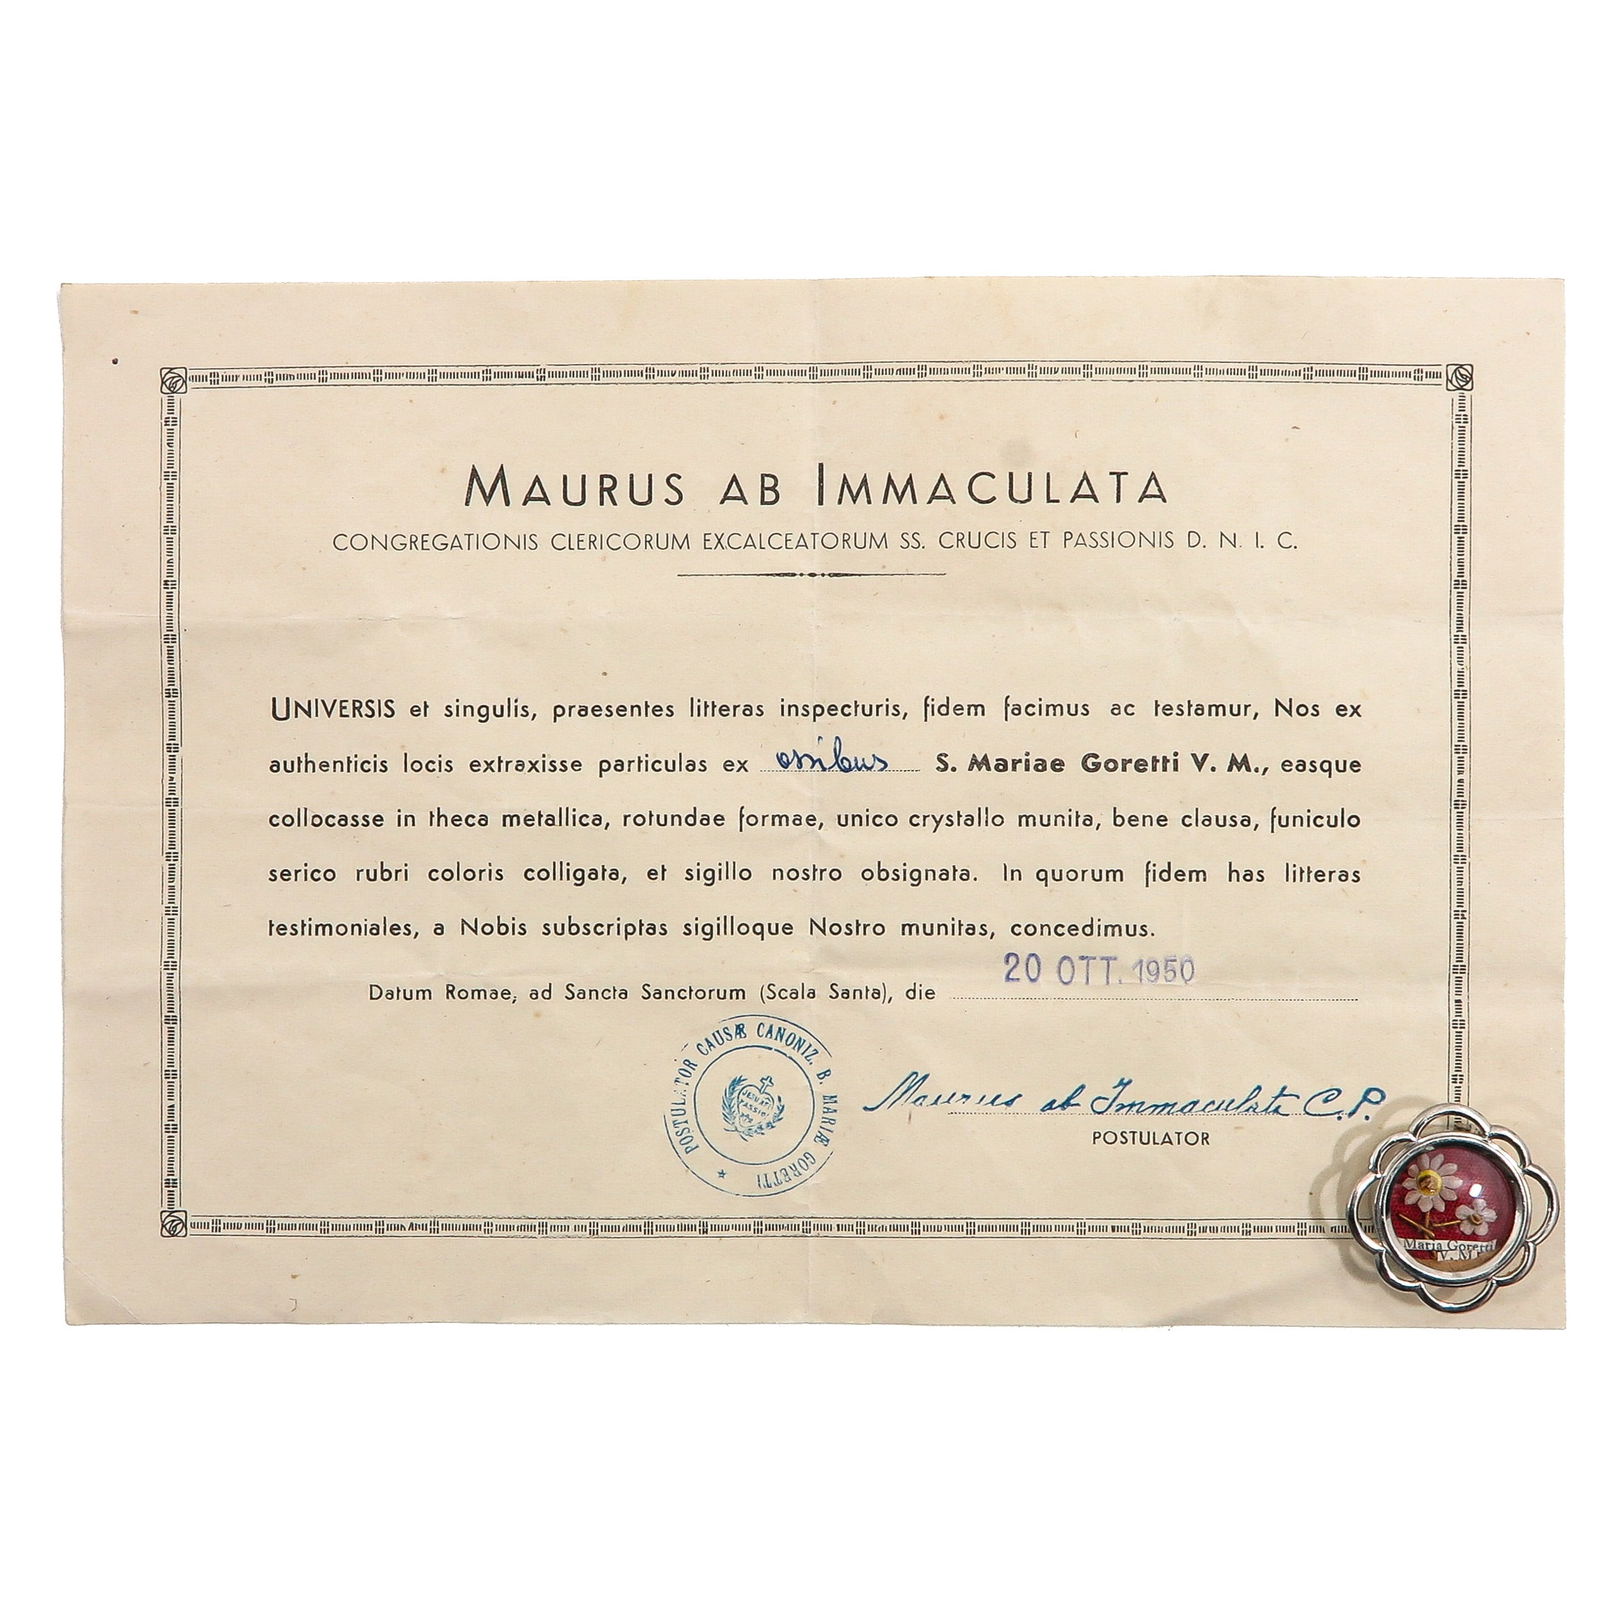 MAURUS AB IMMACULATA
CONGREGATIONIS CLERICORUM EXCALCEATORUM SS. CRUCIS ET PASSIONIS D. N. I. C.
UNIVERSIS et singulis, praesentes litteras inspecturis, fidem facimus ac testamur, Nos ex
authenticis locis extraxisse particulas ex ossibus S. Mariae Goretti V. M., easque
collocasse in theca metallica, rotundae formae, unico crystallo munita, bene clausa, funiculo
serico rubri coloris colligata, et sigillo nostro obsignata. In quorum fidem has litteras
testimoniales, a Nobis subscriptas sigilloque Nostro munitas, concedimus.
Datum Romae, ad Sancta Sanctorum (Scala Santa), die 20 OTT. 1950
POSTULATOR CAUSÆ CANONIZ. B. MARIÆ GORETTI
JESU XPI
PASSIO
Maurus ab Immaculata C.P.
POSTULATOR
Maria Goretti
V. M.